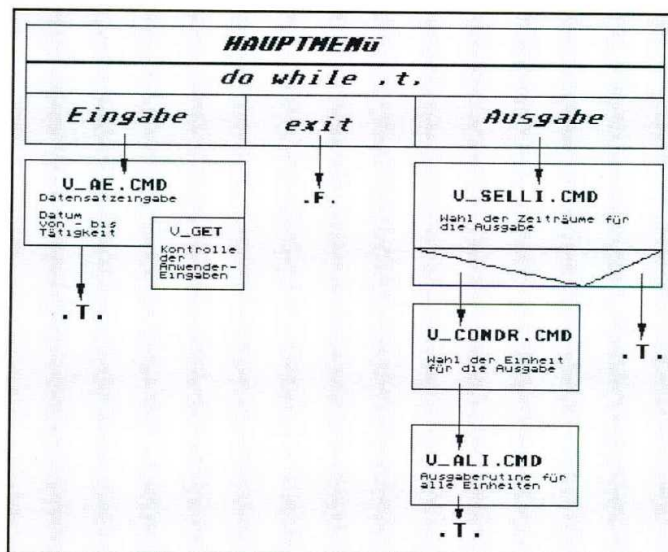 HAUPTMENü
do while .t.
Eingabe
exit
Ausgabe
V_AE.CMD
Datensatzeingabe
Datum
von - bis
Tätigkeit
V_GET
Kontrolle
der
Anwender-
Eingaben
.T.
.F.
V_SELLI.CMD
Wahl der Zeiträume für
die Ausgabe
V_CONDR.CMD
Wahl der Einheit
für die Ausgabe
.T.
V_ALI.CMD
Ausgaberutine für
alle Einheiten
.T.